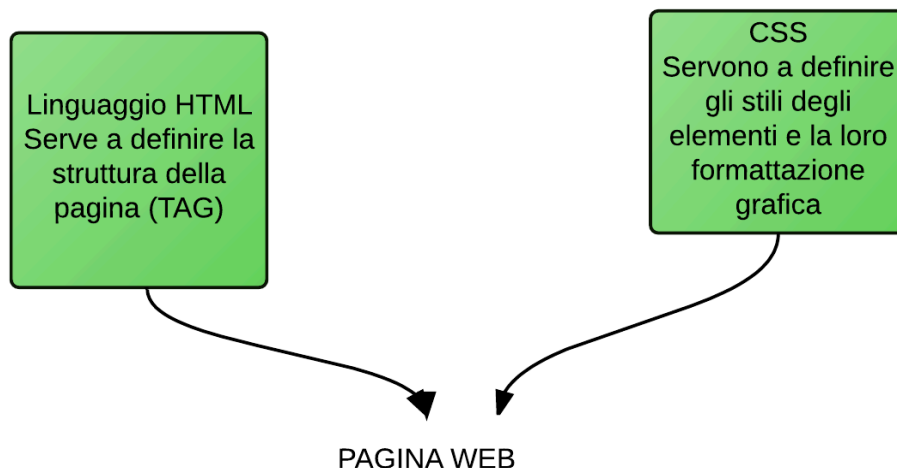 Linguaggio HTML
Serve a definire la
struttura della
pagina (TAG)
CSS
Servono a definire
gli stili degli
elementi e la loro
formattazione
grafica
PAGINA WEB